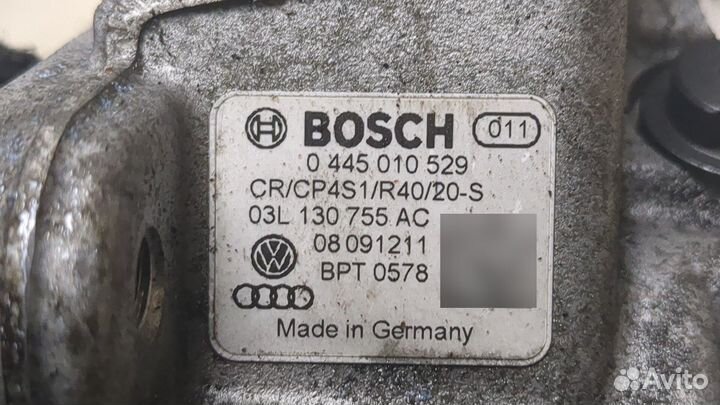 BOSCH 011
0 445 010 529
CR/CP4S1/R40/20-S
03L 130 755 AC
08 091211
BPT 0578
Made in Germany
Avito